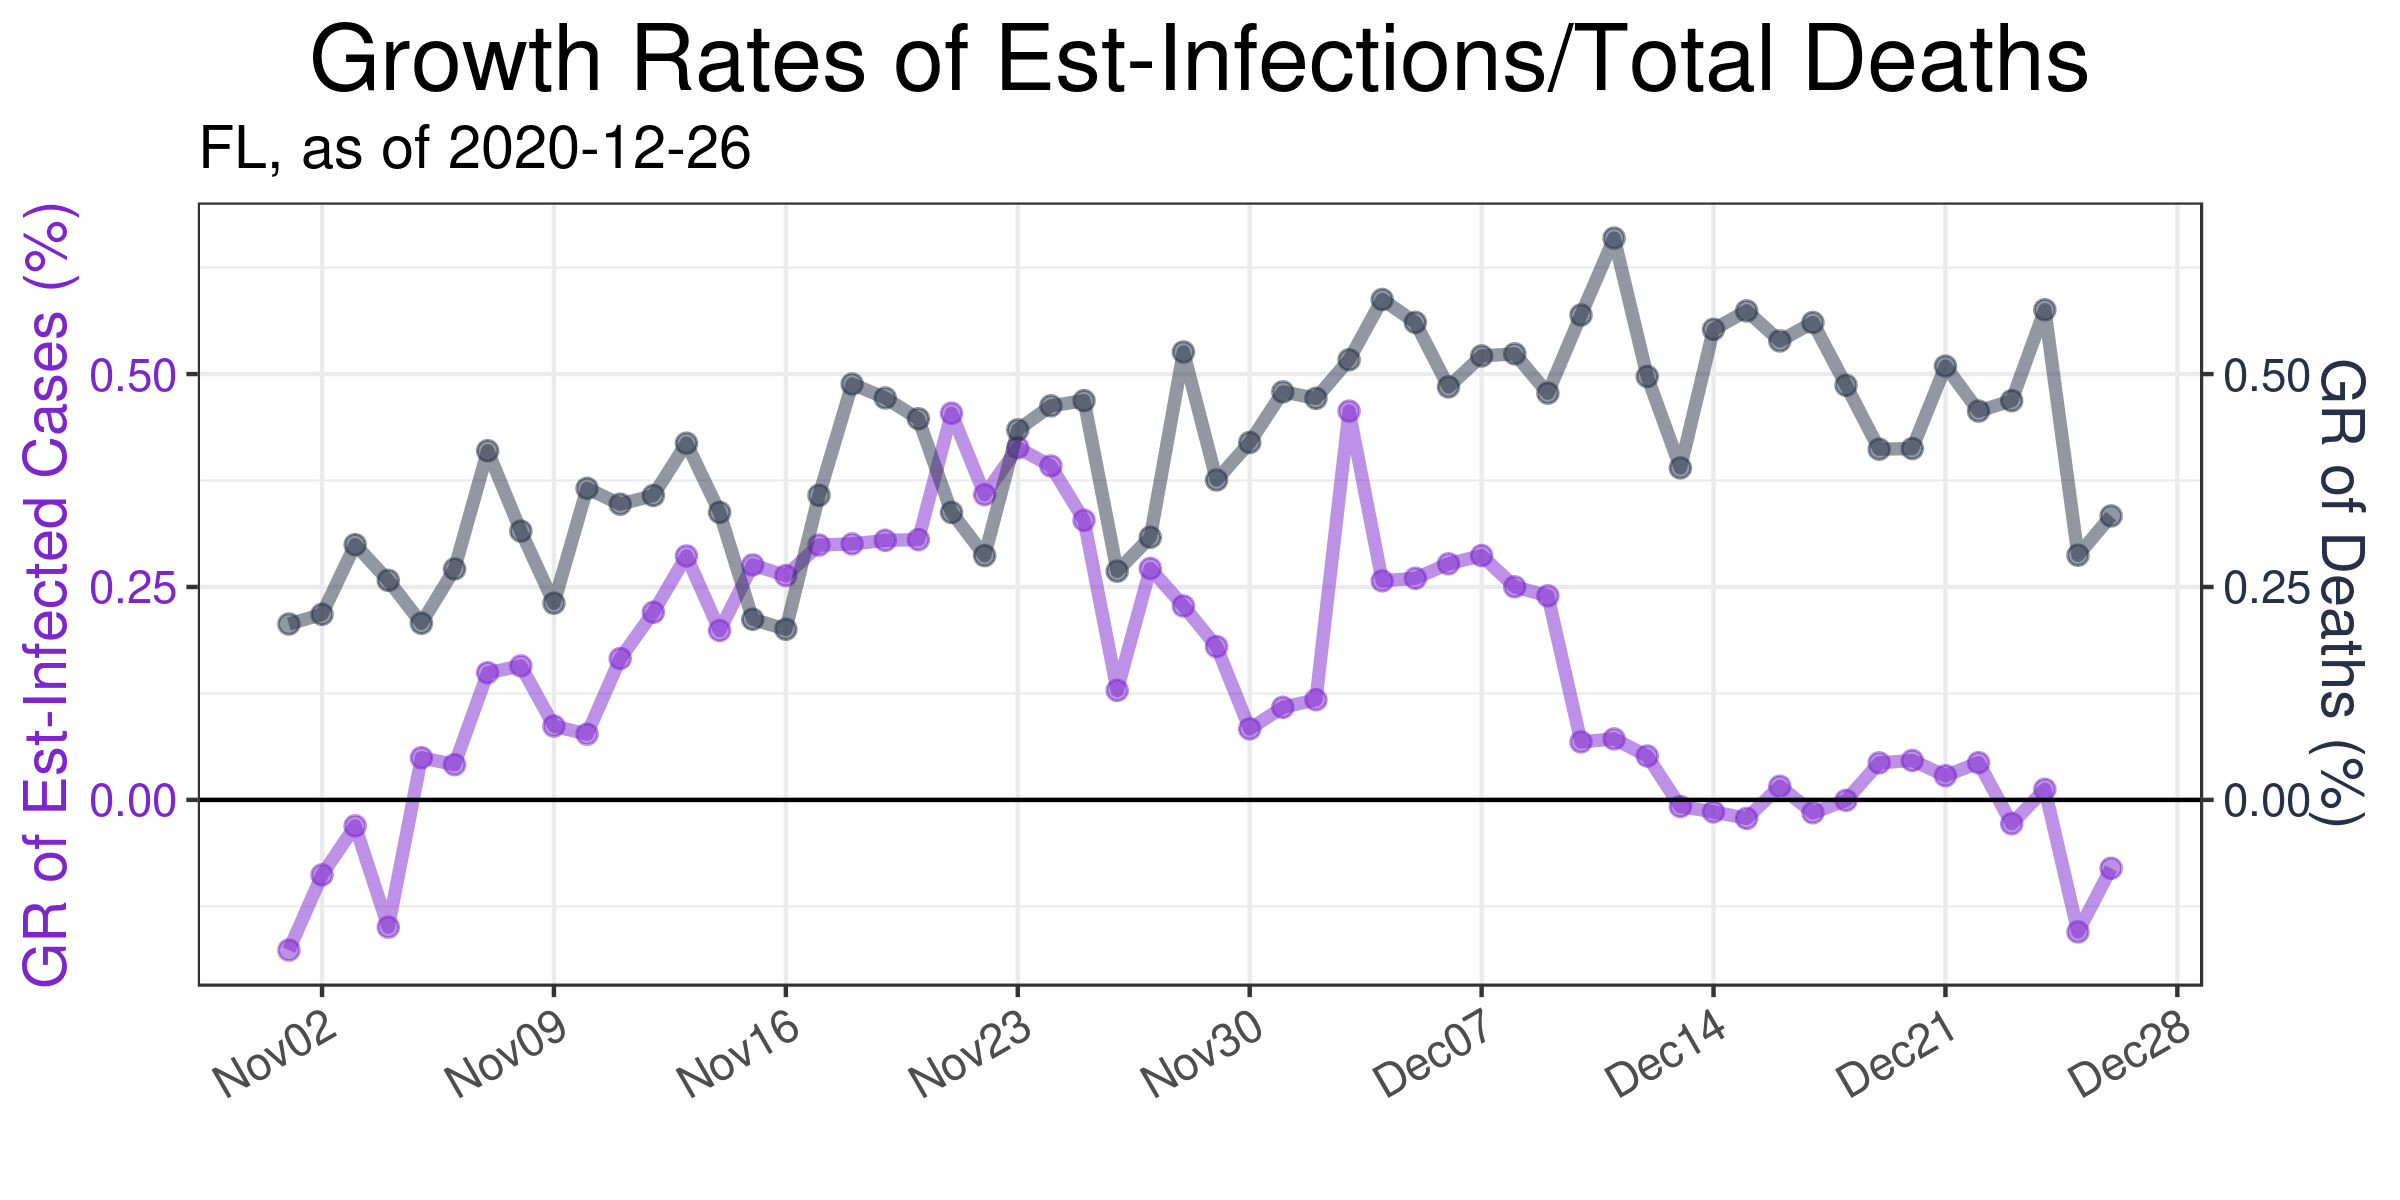 Growth Rates of Est-Infections/Total Deaths
FL, as of 2020-12-26
GR of Est-Infected Cases (%)
0.50
0.25
0.00
0.50
0.25
0.00
GR of Deaths (%)
Nov02
Nov09
Nov16
Nov23
Nov30
Dec07
Dec14
Dec21
Dec28